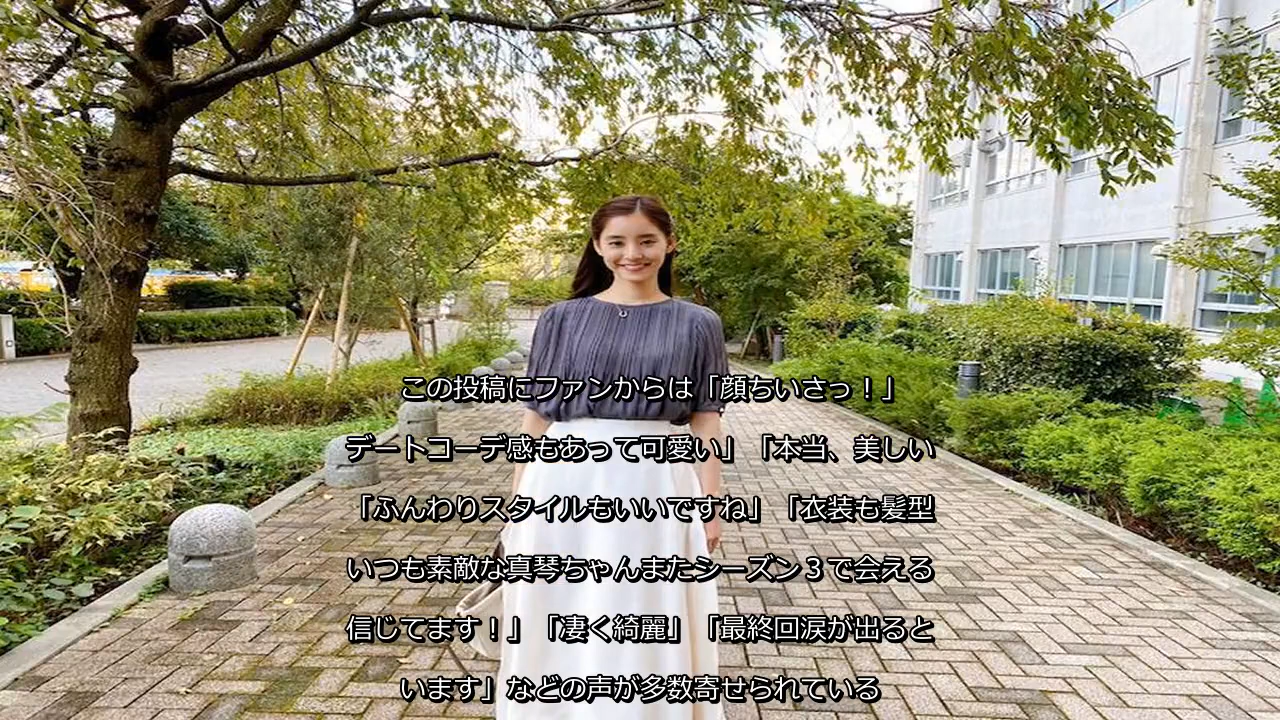 この投稿にファンからは「顔ちいさっ！」
デートコーデ感もあって可愛い」「本当、美しい
「ふんわりスタイルもいいですね」「衣装も髪型
いつも素敵な真琴ちゃんまたシーズン３で会える
信じてます！」「凄く綺麗」「最終回涙が出ると
います」などの声が多数寄せられている